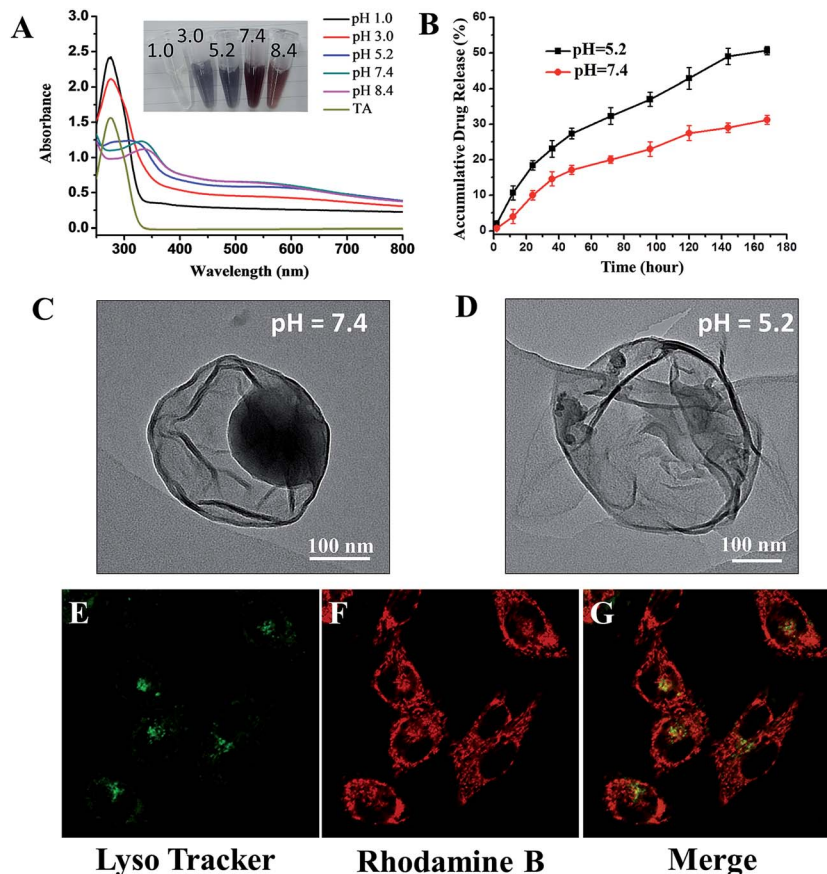 A
3.0
2.5
2.0
1.5
1.0
0.5
0.0
Absorbance
300
400
500
600
700
800
Wavelength (nm)
1.0
3.0
5.2
7.4
8.4
pH 1.0
pH 3.0
pH 5.2
pH 7.4
pH 8.4
TA
B
60
50
40
30
20
10
0
Accumulative Drug Release (%)
pH=5.2
pH=7.4
0
20
40
60
80
100
120
140
160
180
Time (hour)
C
pH = 7.4
100 nm
D
pH = 5.2
100 nm
E
F
G
Lyso Tracker
Rhodamine B
Merge